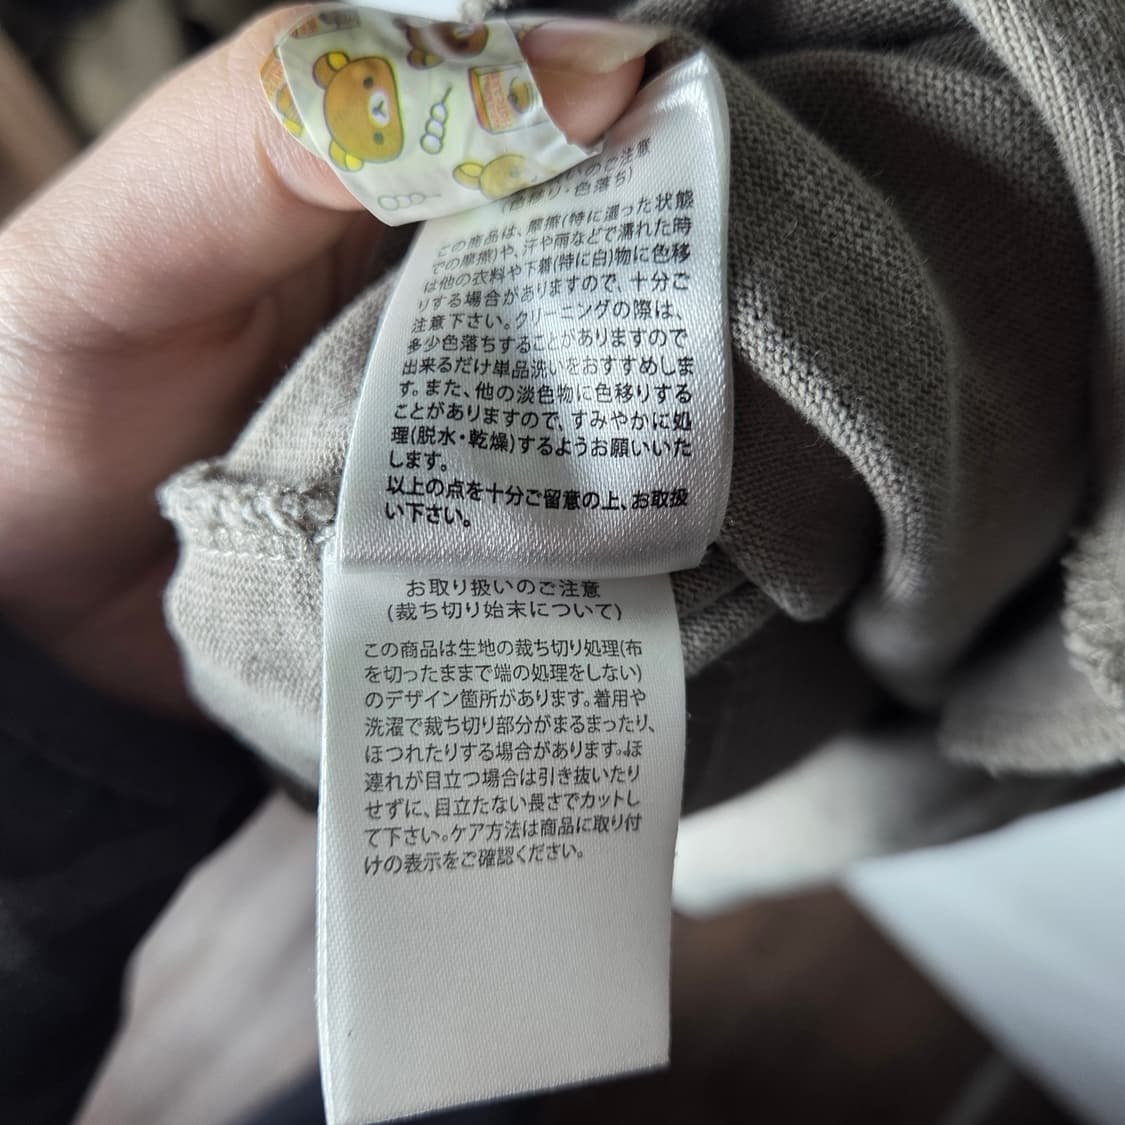 いのご注意
(色移り・色落ち)
この商品は、摩擦(特に湿った状態
での摩擦)や、汗や雨などで濡れた時
は他の衣料や下着(特に白)物に色移
りする場合がありますので、十分ご
注意下さい。クリーニングの際は、
多少色落ちすることがありますので
出来るだけ単品洗いをおすすめしま
す。また、他の淡色物に色移りする
ことがありますので、すみやかに処
理(脱水・乾燥)するようお願いいた
します。
以上の点を十分ご留意の上、お取扱
い下さい。
お取り扱いのご注意
(裁ち切り始末について)
この商品は生地の裁ち切り処理(布
を切ったままで端の処理をしない)
のデザイン箇所があります。着用や
洗濯で裁ち切り部分がまるまったり、
ほつれたりする場合があります。ほ
連れが目立つ場合は引き抜いたり
せずに、目立たない長さでカットし
て下さい。ケア方法は商品に取り付
けの表示をご確認ください。